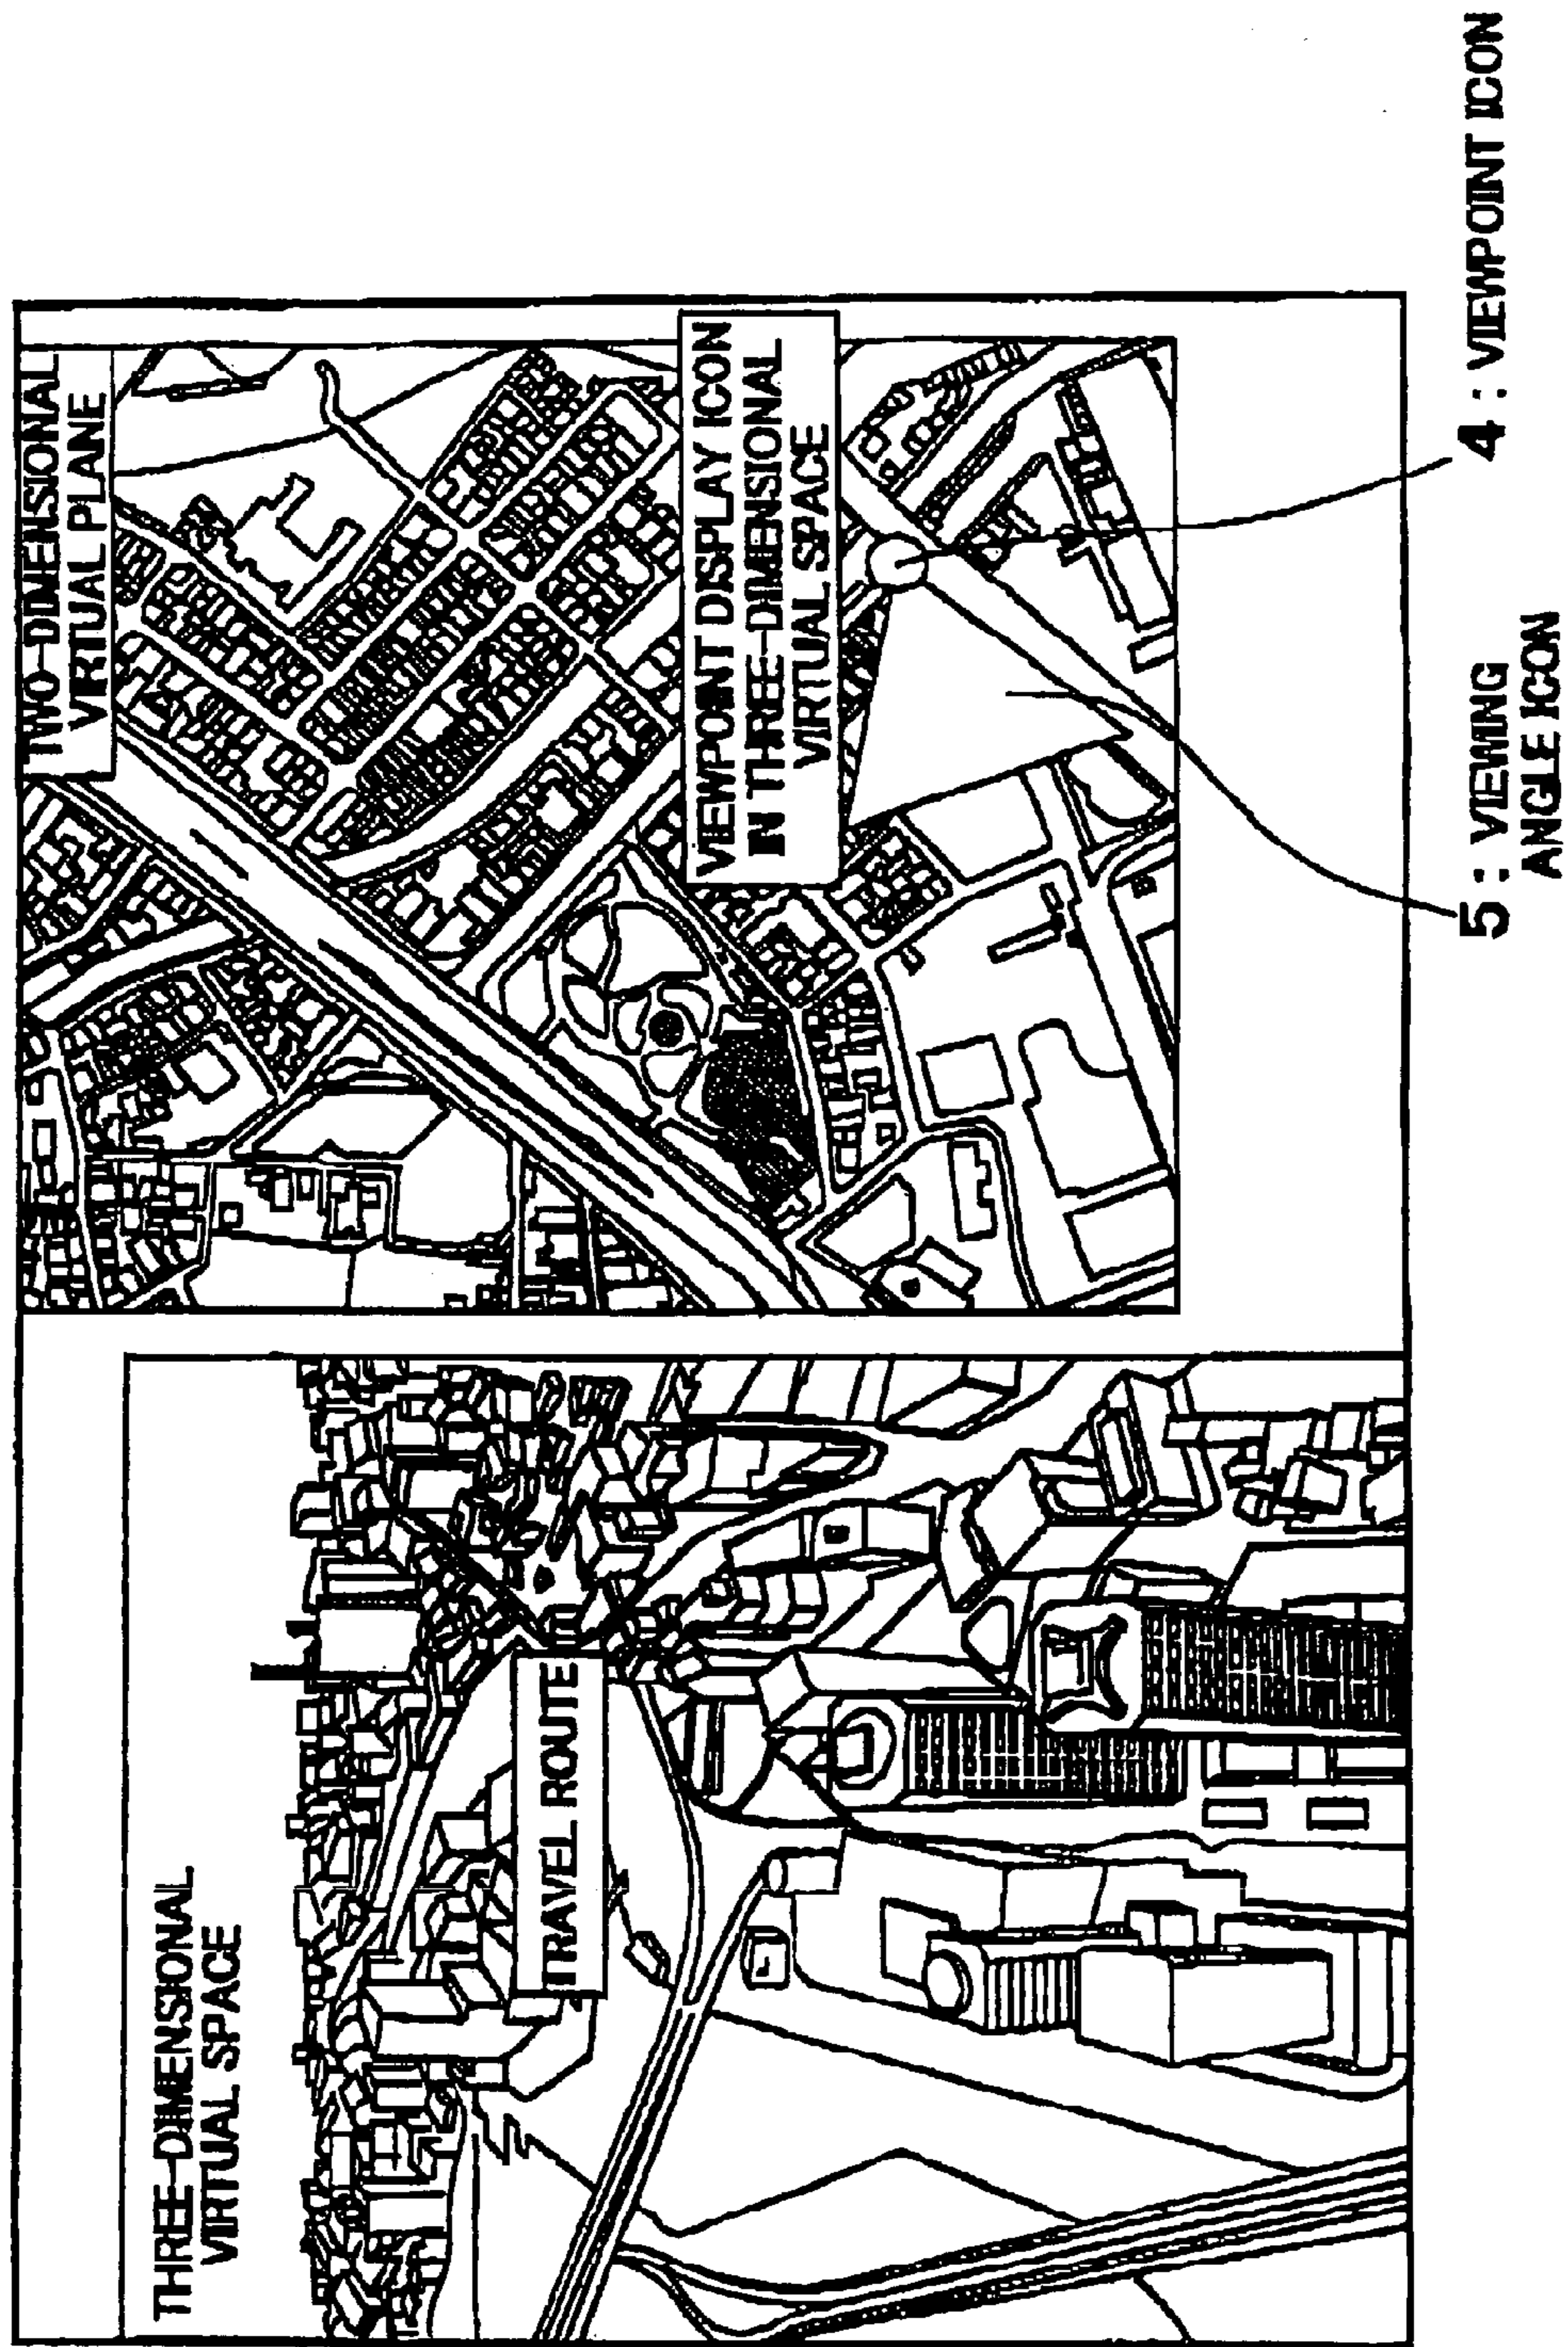 THREE-DIMENSIONAL
VIRTUAL SPACE
TRAVEL ROUTE
TWO-DIMENSIONAL
VIRTUAL PLANE
VIEWPOINT DISPLAY ICON
IN THREE-DIMENSIONAL
VIRTUAL SPACE
5 : VIEWING
ANGLE ICON
4 : VIEWPOINT ICON